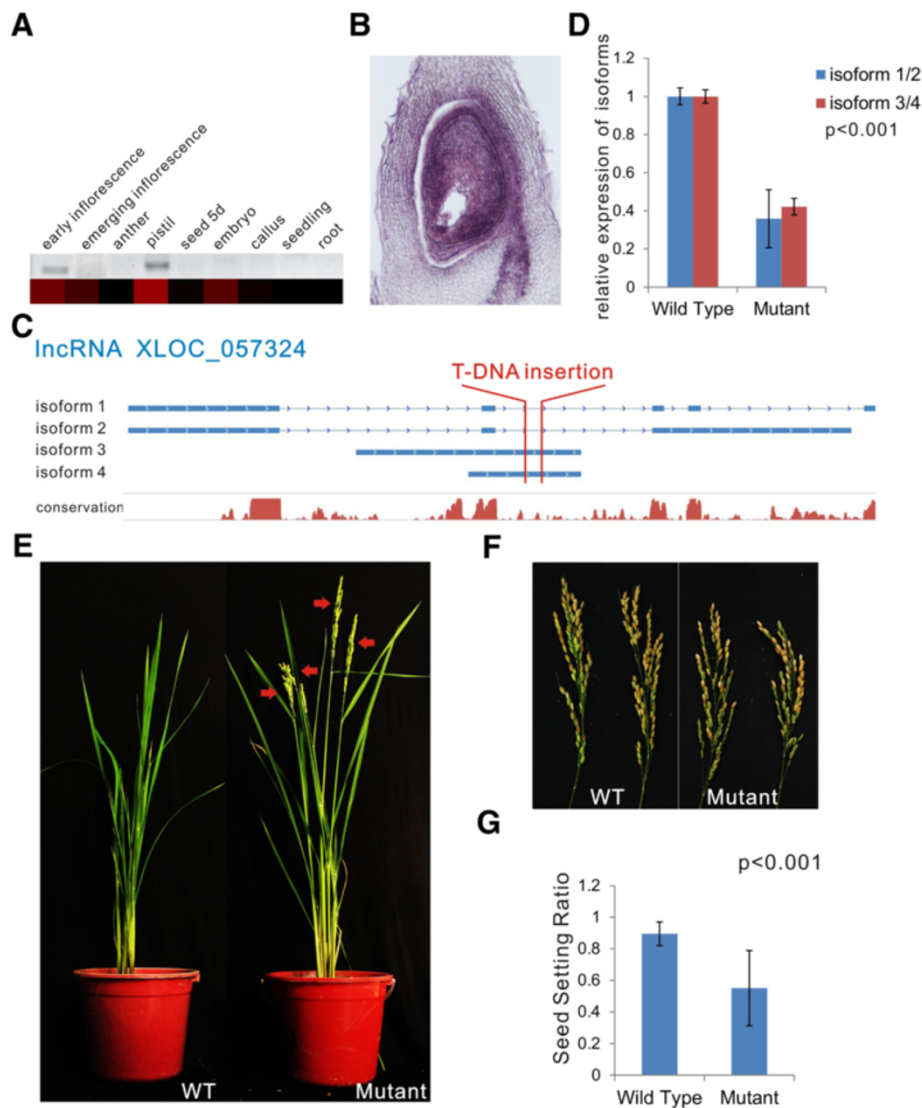 A
early inflorescence
emerging inflorescence
anther
pistil
seed 5d
embryo
callus
seedling
root
B
D
relative expression of isoforms
1.2
1
0.8
0.6
0.4
0.2
0
Wild Type Mutant
isoform 1/2
isoform 3/4
p<0.001
C
lncRNA XLOC_057324
T-DNA insertion
isoform 1
isoform 2
isoform 3
isoform 4
conservation
E
WT
Mutant
F
WT
Mutant
G
p<0.001
Seed Setting Ratio
1.2
1
0.8
0.6
0.4
0.2
0
Wild Type Mutant